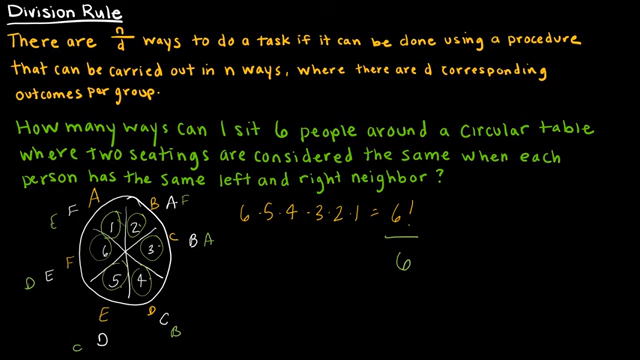 Division Rule
There are n/d ways to do a task if it can be done using a procedure
that can be carried out in n ways, where there are d corresponding
outcomes per group.
How many ways can I sit 6 people around a circular table
where two seatings are considered the same when each
person has the same left and right neighbor?
E F A B A F
1 2
6 · 5 · 4 · 3 · 2 · 1 = 6!
6
F 6 3 C B A
D E 5 4
E D C
C D B